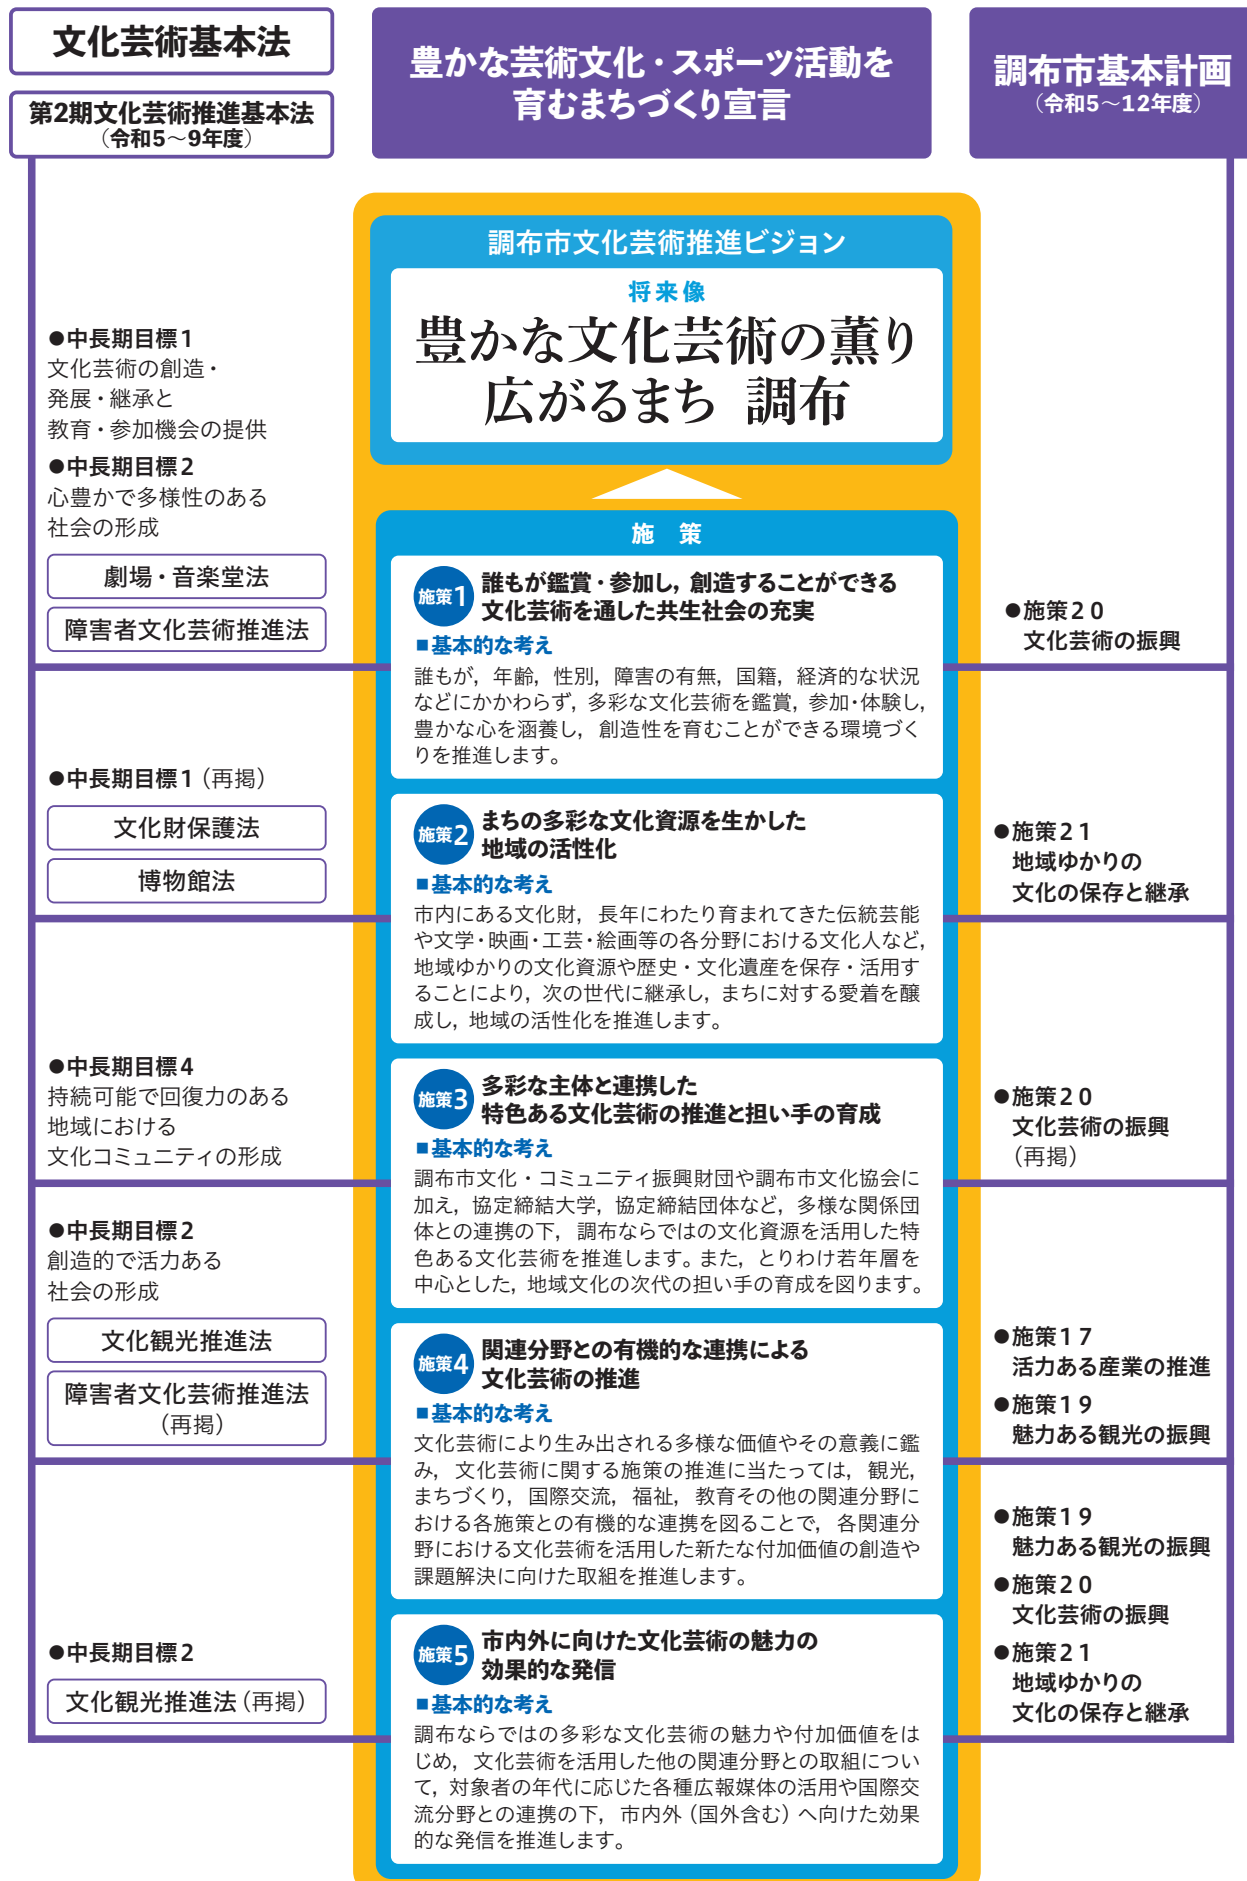 文化芸術基本法
第2期文化芸術推進基本法
（令和5～9年度）
豊かな芸術文化・スポーツ活動を
育むまちづくり宣言
調布市基本計画
（令和5～12年度）
調布市文化芸術推進ビジョン
将来像
豊かな文化芸術の薫り
広がるまち 調布
●中長期目標1
文化芸術の創造・
発展・継承と
教育・参加機会の提供
●中長期目標2
心豊かで多様性のある
社会の形成
劇場・音楽堂法
障害者文化芸術推進法
施 策
施策1 誰もが鑑賞・参加し，創造することができる
文化芸術を通した共生社会の充実
■基本的な考え
誰もが，年齢，性別，障害の有無，国籍，経済的な状況
などにかかわらず，多彩な文化芸術を鑑賞，参加・体験し，
豊かな心を涵養し，創造性を育むことができる環境づく
りを推進します。
●施策20
文化芸術の振興
●中長期目標1（再掲）
文化財保護法
博物館法
施策2 まちの多彩な文化資源を生かした
地域の活性化
■基本的な考え
市内にある文化財，長年にわたり育まれてきた伝統芸能
や文学・映画・工芸・絵画等の各分野における文化人など，
地域ゆかりの文化資源や歴史・文化遺産を保存・活用す
ることにより，次の世代に継承し，まちに対する愛着を醸
成し，地域の活性化を推進します。
●施策21
地域ゆかりの
文化の保存と継承
●中長期目標4
持続可能で回復力のある
地域における
文化コミュニティの形成
施策3 多彩な主体と連携した
特色ある文化芸術の推進と担い手の育成
■基本的な考え
調布市文化・コミュニティ振興財団や調布市文化協会に
加え，協定締結大学，協定締結団体など，多様な関係団
体との連携の下，調布ならではの文化資源を活用した特
色ある文化芸術を推進します。また，とりわけ若年層を
中心とした，地域文化の次代の担い手の育成を図ります。
●施策20
文化芸術の振興
（再掲）
●中長期目標2
創造的で活力ある
社会の形成
文化観光推進法
障害者文化芸術推進法
（再掲）
施策4 関連分野との有機的な連携による
文化芸術の推進
■基本的な考え
文化芸術により生み出される多様な価値やその意義に鑑
み，文化芸術に関する施策の推進に当たっては，観光，
まちづくり，国際交流，福祉，教育その他の関連分野に
おける各施策との有機的な連携を図ることで，各関連分
野における文化芸術を活用した新たな付加価値の創造や
課題解決に向けた取組を推進します。
●施策17
活力ある産業の推進
●施策19
魅力ある観光の振興
●中長期目標2
文化観光推進法（再掲）
施策5 市内外に向けた文化芸術の魅力の
効果的な発信
■基本的な考え
調布ならではの多彩な文化芸術の魅力や付加価値をは
じめ，文化芸術を活用した他の関連分野との取組につい
て，対象者の年代に応じた各種広報媒体の活用や国際交
流分野との連携の下，市内外（国外含む）へ向けた効果
的な発信を推進します。
●施策19
魅力ある観光の振興
●施策20
文化芸術の振興
●施策21
地域ゆかりの
文化の保存と継承